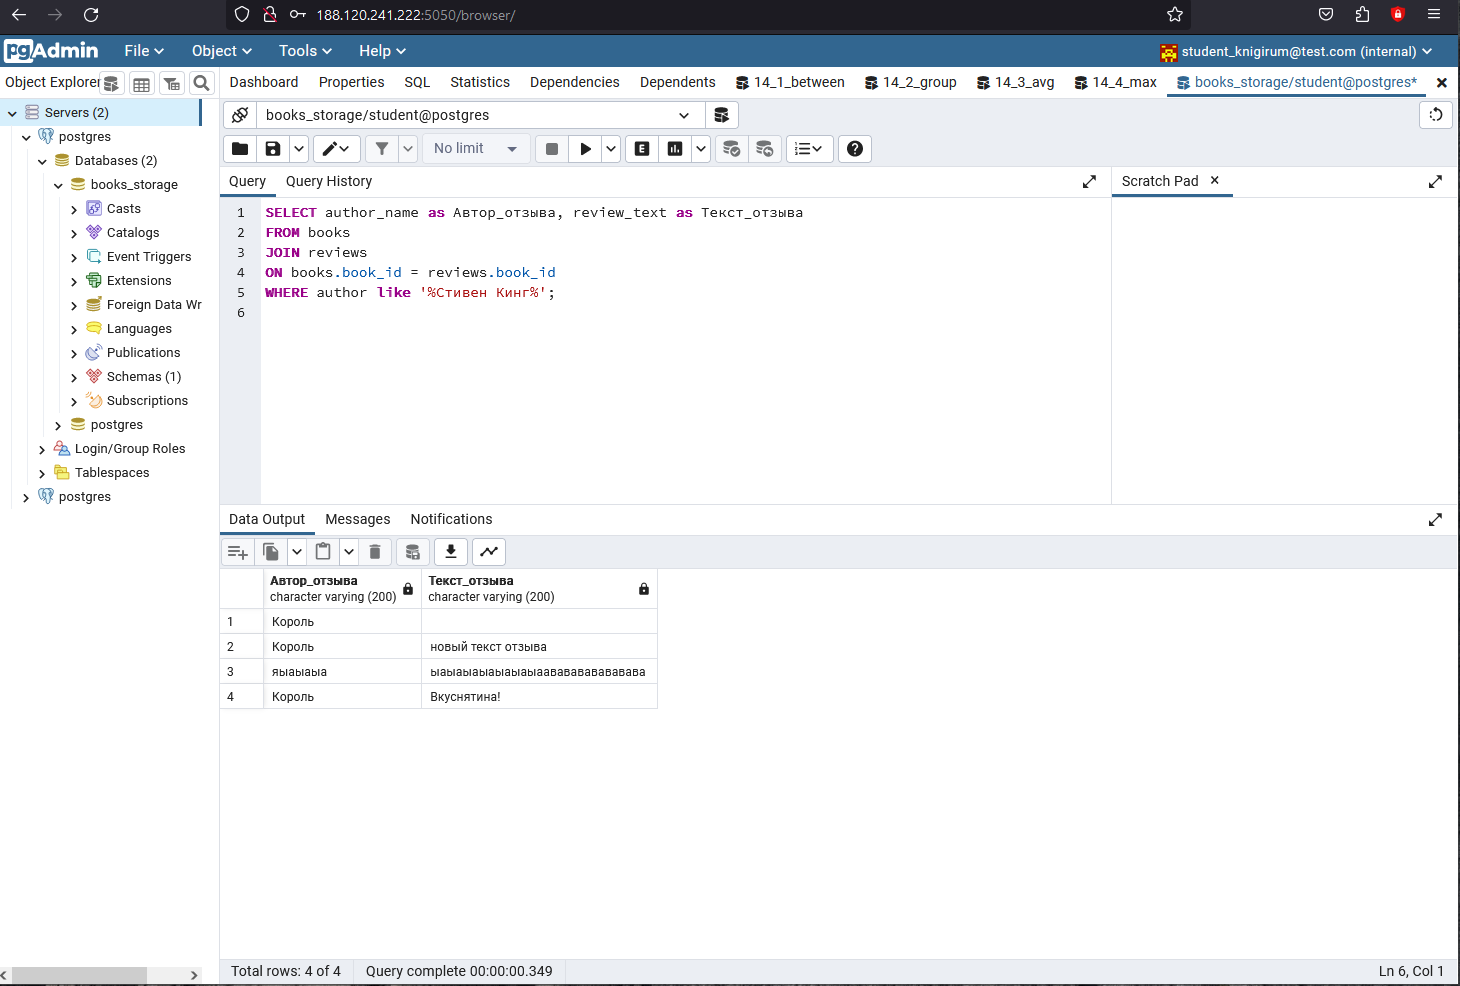 188.120.241.222:5050/browser/
pgAdmin File Object Tools Help student_knigirum@test.com (internal)
Object Explorer Dashboard Properties SQL Statistics Dependencies Dependents 14_1_between 14_2_group 14_3_avg 14_4_max books_storage/student@postgres*
Servers (2)
postgres
Databases (2)
books_storage
Casts
Catalogs
Event Triggers
Extensions
Foreign Data Wr
Languages
Publications
Schemas (1)
Subscriptions
postgres
Login/Group Roles
Tablespaces
postgres
books_storage/student@postgres
No limit E
Query Query History Scratch Pad
1 SELECT author_name as Автор_отзыва, review_text as Текст_отзыва
2 FROM books
3 JOIN reviews
4 ON books.book_id = reviews.book_id
5 WHERE author like '%Стивен Кинг%';
6
Data Output Messages Notifications
Автор_отзыва Текст_отзыва
character varying (200) character varying (200)
1 Король
2 Король новый текст отзыва
3 яыаыаыа ыаыаыаыаыаыаыааввававававава
4 Король Вкуснятина!
Total rows: 4 of 4 Query complete 00:00:00.349 Ln 6, Col 1